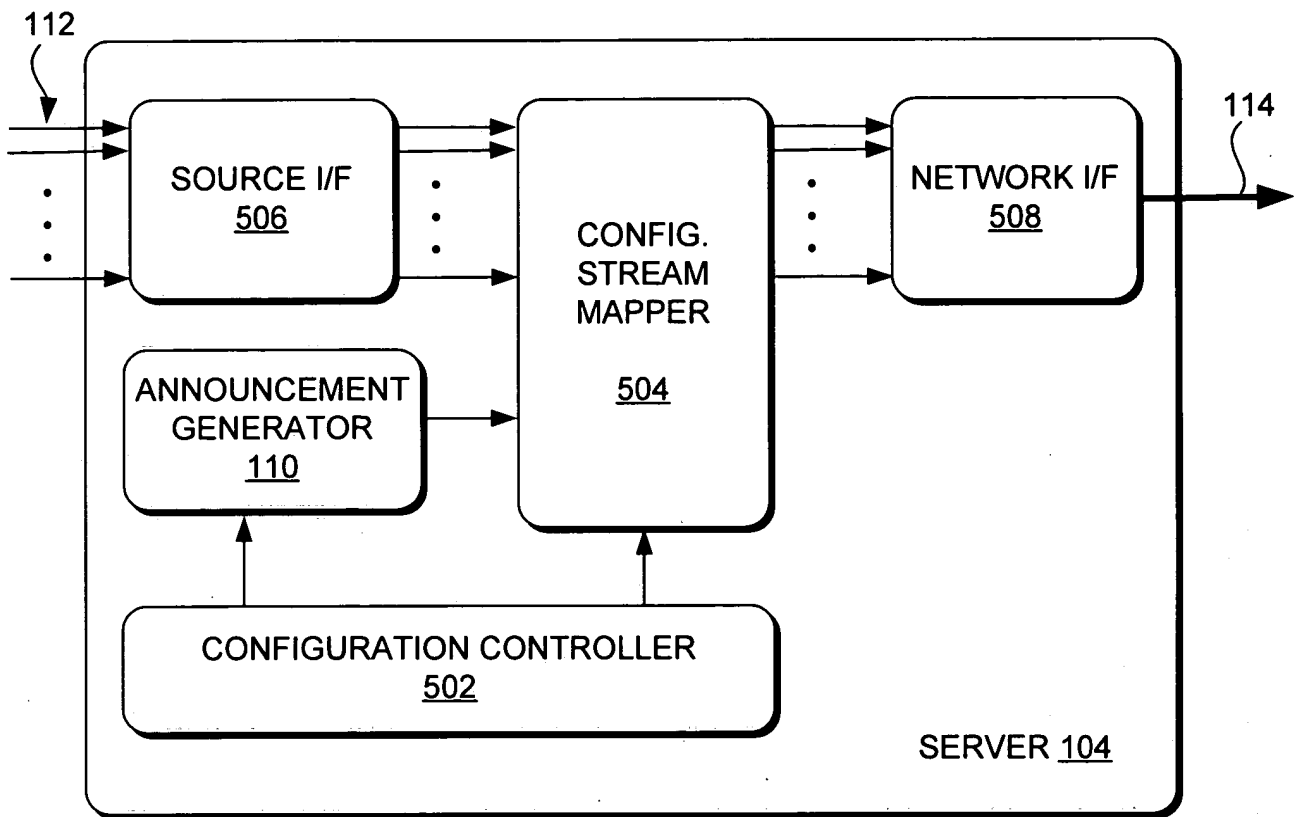 112
114
SOURCE I/F
506
CONFIG.
STREAM
MAPPER
504
NETWORK I/F
508
ANNOUNCEMENT
GENERATOR
110
CONFIGURATION CONTROLLER
502
SERVER 104